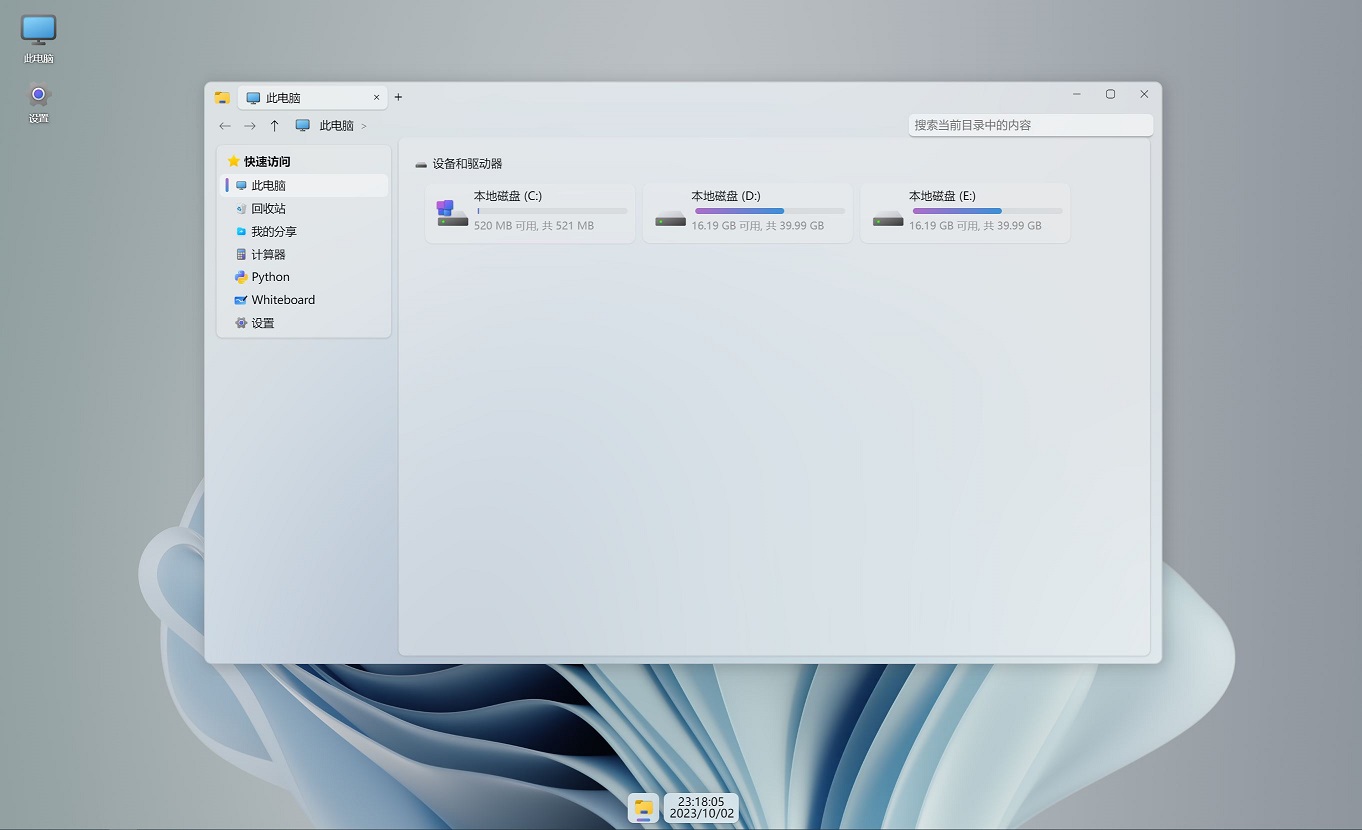 此电脑
设置
此电脑
此电脑 >
搜索当前目录中的内容
快速访问
此电脑
回收站
我的分享
计算器
Python
Whiteboard
设置
设备和驱动器
本地磁盘 (C:)
520 MB 可用, 共 521 MB
本地磁盘 (D:)
16.19 GB 可用, 共 39.99 GB
本地磁盘 (E:)
16.19 GB 可用, 共 39.99 GB
23:18:05
2023/10/02